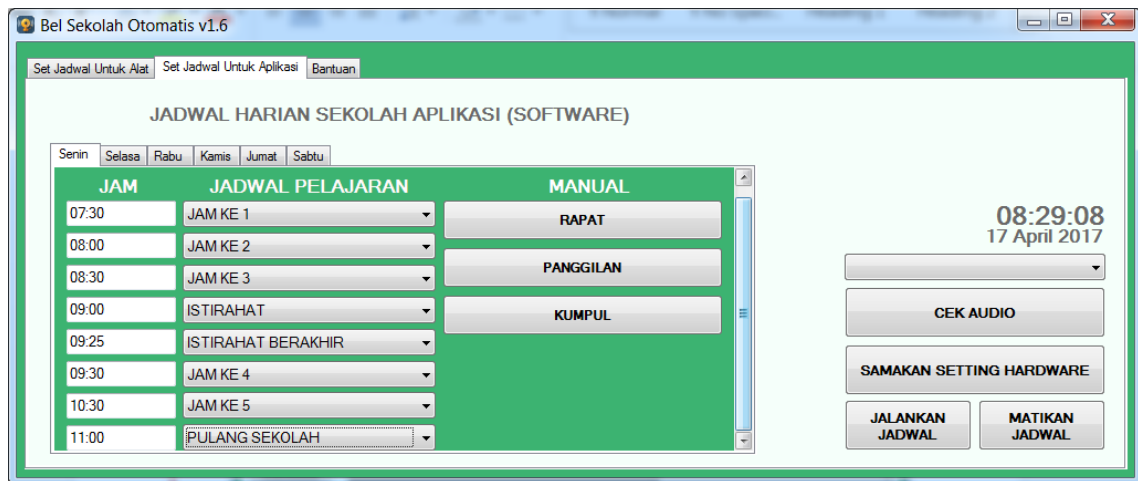 Bel Sekolah Otomatis v1.6
Set Jadwal Untuk Alat Set Jadwal Untuk Aplikasi Bantuan
JADWAL HARIAN SEKOLAH APLIKASI (SOFTWARE)
Senin Selasa Rabu Kamis Jumat Sabtu
JAM JADWAL PELAJARAN MANUAL
07:30 JAM KE 1 RAPAT
08:00 JAM KE 2
08:30 JAM KE 3 PANGGILAN
09:00 ISTIRAHAT KUMPUL
09:25 ISTIRAHAT BERAKHIR
09:30 JAM KE 4
10:30 JAM KE 5
11:00 PULANG SEKOLAH
08:29:08
17 April 2017
CEK AUDIO
SAMAKAN SETTING HARDWARE
JALANKAN JADWAL
MATIKAN JADWAL